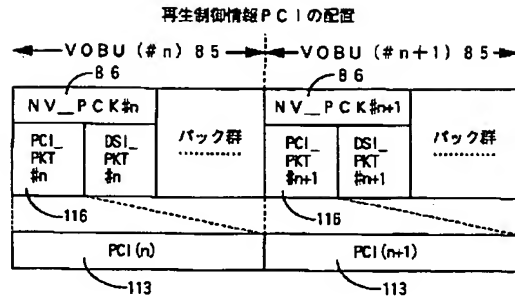 再生制御情報PCIの配置
VOBU (#n) 85 VOBU (#n+1) 85
86 86
NV_PCK#n NV_PCK#n+1
PCI_ DSI_ パック群 PCI_ DSI_ パック群
PKT PKT PKT PKT
#n #n #n+1 #n+1
116 116
PCI(n) PCI(n+1)
113 113